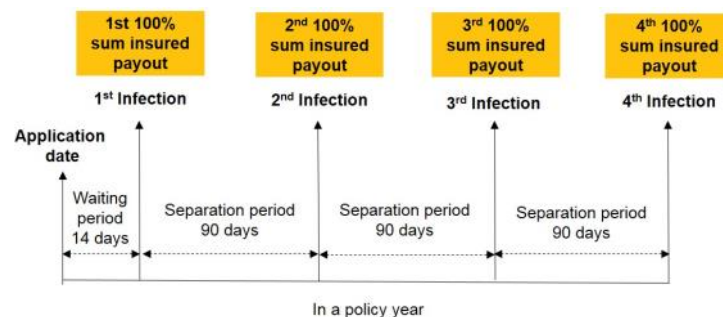 1st 100%
sum insured
payout
2nd 100%
sum insured
payout
3rd 100%
sum insured
payout
4th 100%
sum insured
payout
1st Infection
2nd Infection
3rd Infection
4th Infection
Application
date
Waiting
period
14 days
Separation period
90 days
Separation period
90 days
Separation period
90 days
In a policy year